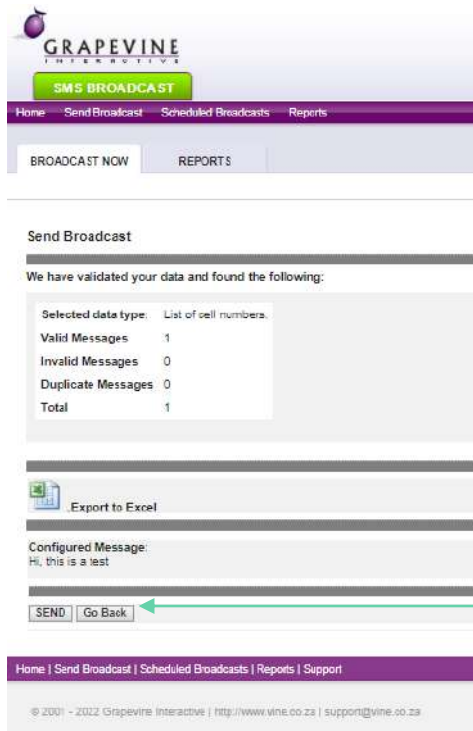 GRAPEVINE
INTERACTIVE
SMS BROADCAST
Home Send Broadcast Scheduled Broadcasts Reports
BROADCAST NOW REPORTS
Send Broadcast
We have validated your data and found the following:
Selected data type: List of cell numbers.
Valid Messages 1
Invalid Messages 0
Duplicate Messages 0
Total 1
.Export to Excel
Configured Message:
Hi, this is a test
SEND Go Back
Home | Send Broadcast | Scheduled Broadcasts | Reports | Support
© 2001 - 2022 Grapevine Interactive | http://www.vine.co.za | support@vine.co.za